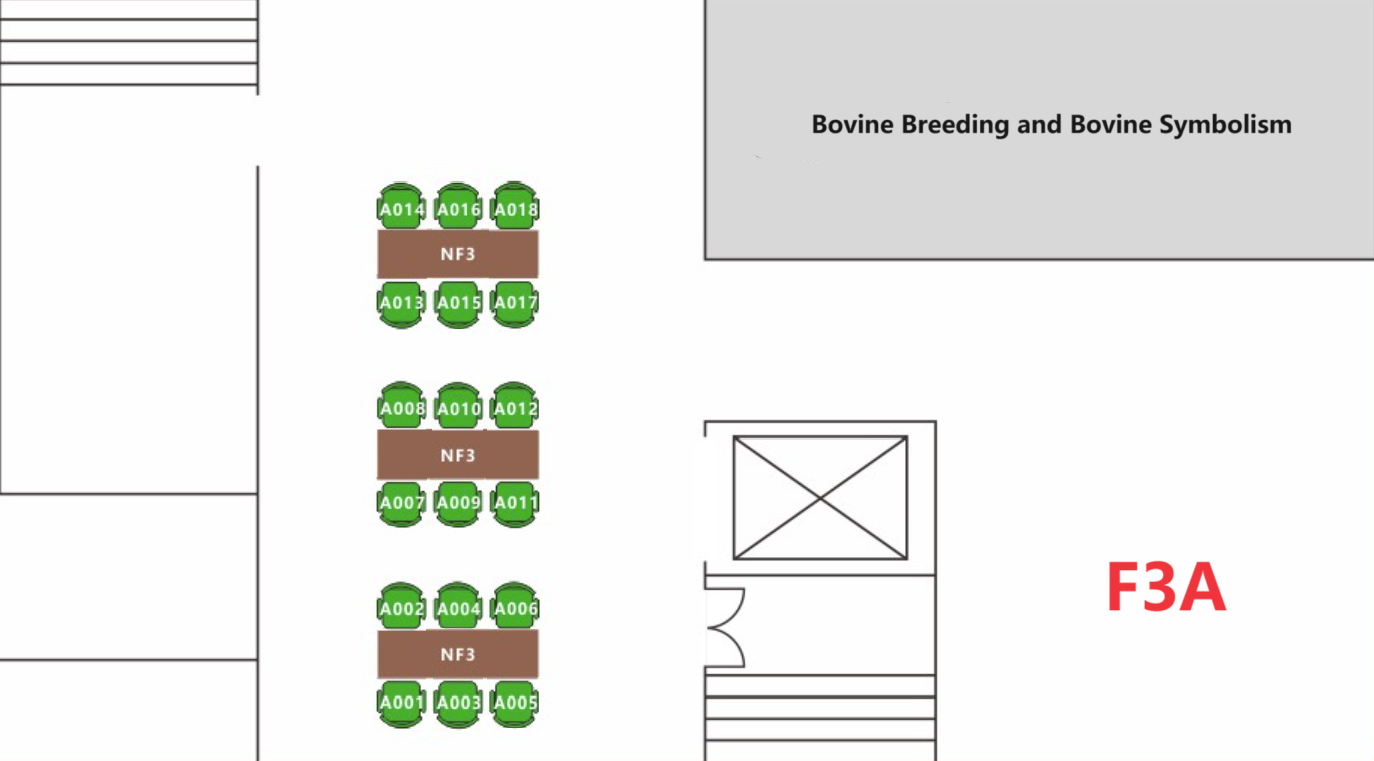 Bovine Breeding and Bovine Symbolism
A014 A016 A018
NF3
A013 A015 A017
A008 A010 A012
NF3
A007 A009 A011
F3A
A002 A004 A006
NF3
A001 A003 A005